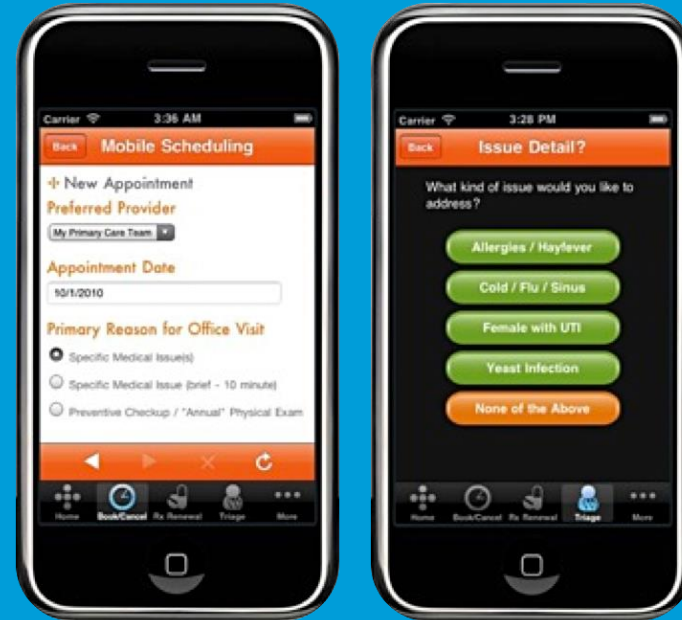 Carrier 3:36 AM
Back Mobile Scheduling
New Appointment
Preferred Provider
My Primary Care Team
Appointment Date
10/1/2010
Primary Reason for Office Visit
Specific Medical Issue(s)
Specific Medical Issue (brief - 10 minute)
Preventive Checkup / "Annual" Physical Exam
Home Book/Cancel Rx Renewal Triage More
Carrier 3:28 PM
Back Issue Detail?
What kind of issue would you like to
address?
Allergies / Hayfever
Cold / Flu / Sinus
Female with UTI
Yeast Infection
None of the Above
Home Book/Cancel Rx Renewal Triage More